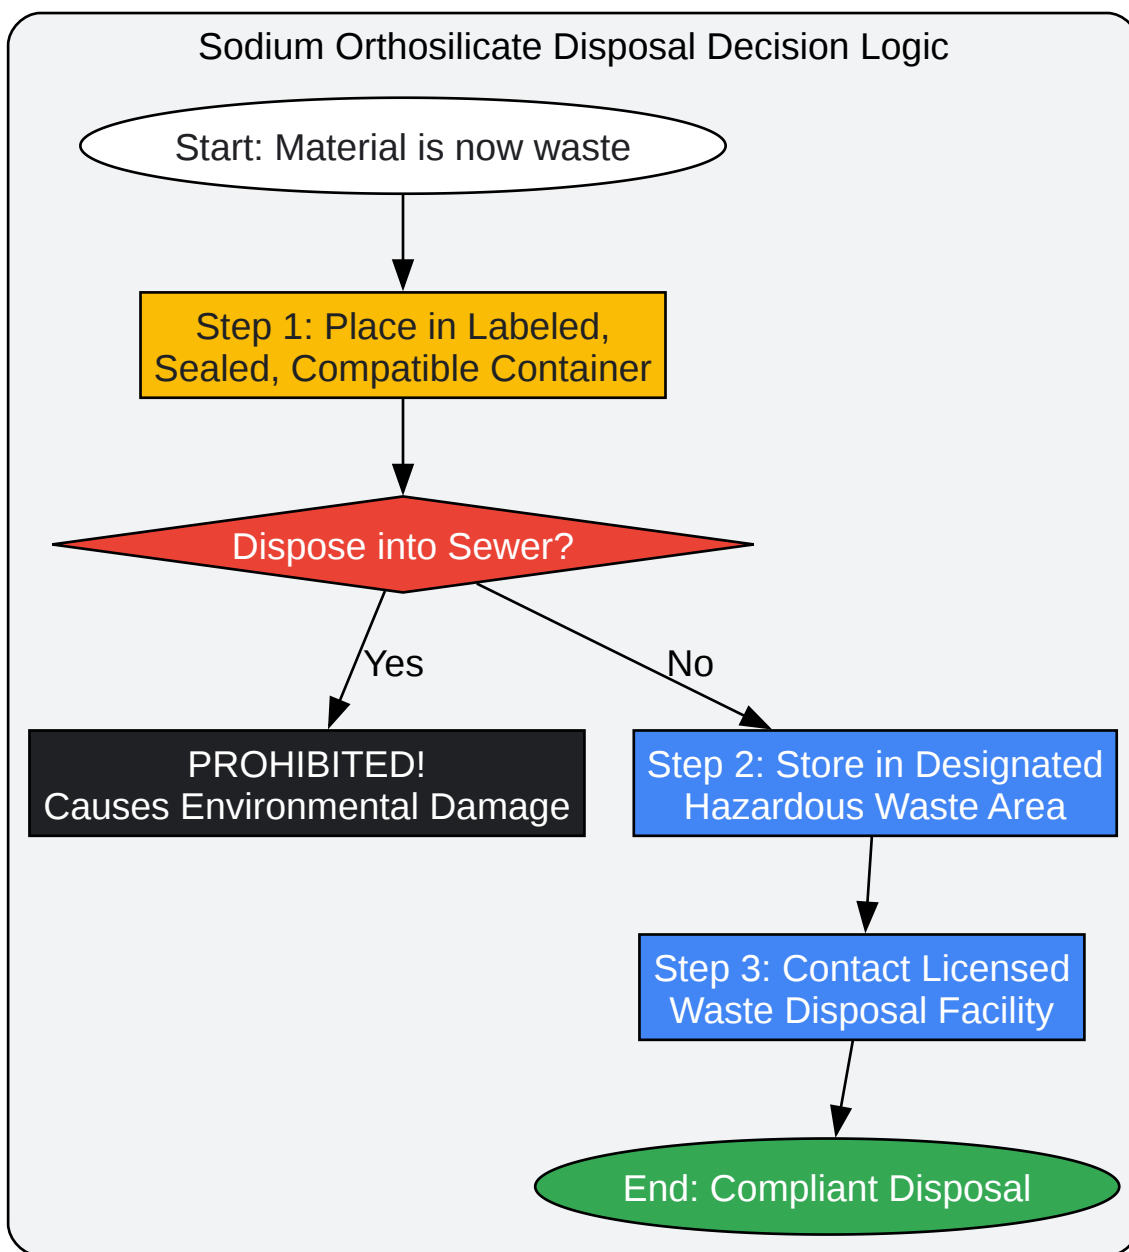 Sodium Orthosilicate Disposal Decision Logic
Start: Material is now waste
Step 1: Place in Labeled,
Sealed, Compatible Container
Dispose into Sewer?
Yes
No
PROHIBITED!
Causes Environmental Damage
Step 2: Store in Designated
Hazardous Waste Area
Step 3: Contact Licensed
Waste Disposal Facility
End: Compliant Disposal